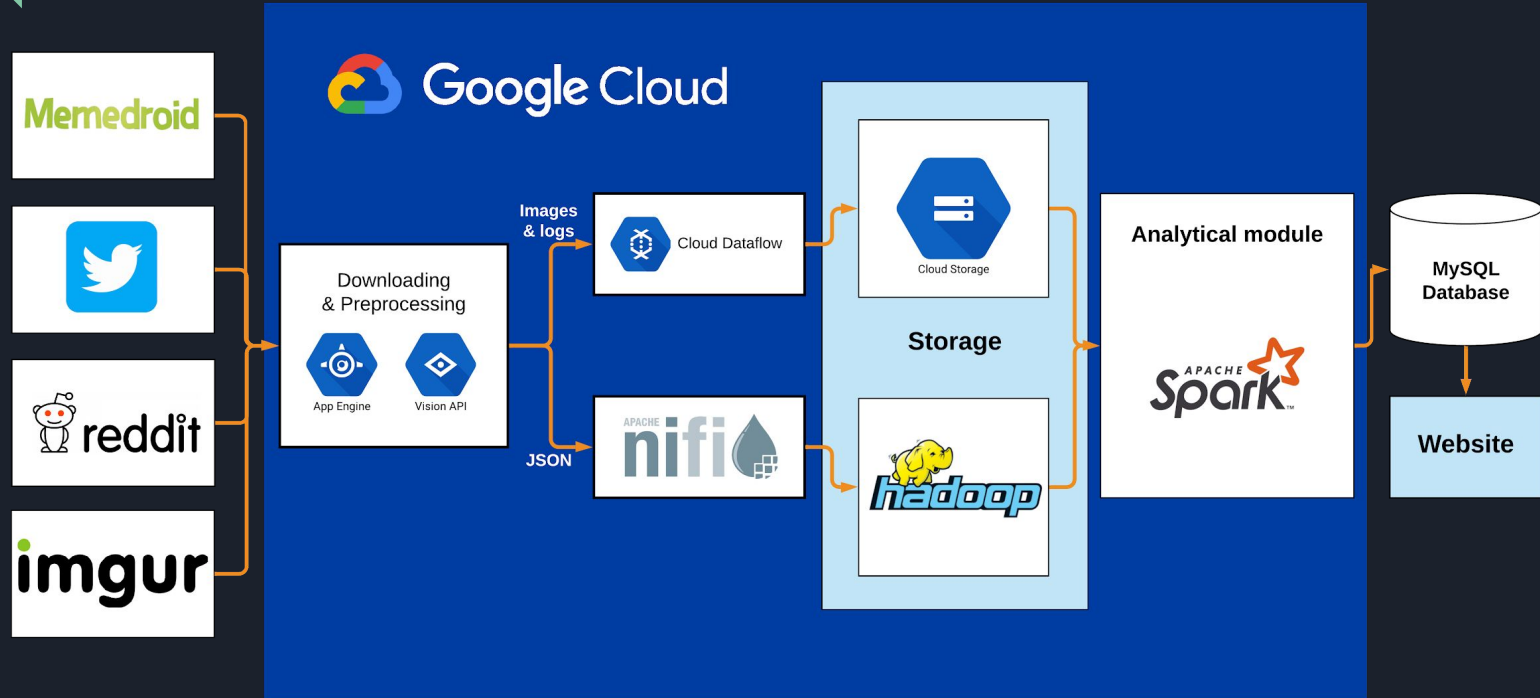 Google Cloud
Memedroid
reddit
imgur
Downloading
& Preprocessing
App Engine
Vision API
Images
& logs
JSON
Cloud Dataflow
APACHE
nifi
Cloud Storage
Storage
hadoop
Analytical module
APACHE
Spark
TM
MySQL
Database
Website